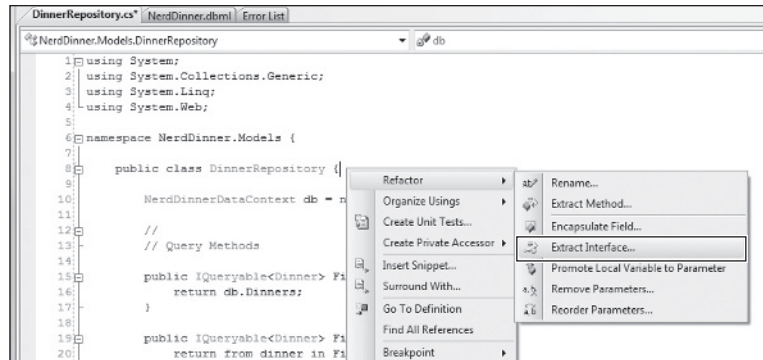 DinnerRepository.cs* NerdDinner.dbml Error List
NerdDinner.Models.DinnerRepository db
1 using System;
2 using System.Collections.Generic;
3 using System.Linq;
4 using System.Web;
5
6 namespace NerdDinner.Models {
7
8 public class DinnerRepository {
9
10 NerdDinnerDataContext db = n
11
12 //
13 // Query Methods
14
15 public IQueryable<Dinner> Fi
16 return db.Dinners;
17 }
18
19 public IQueryable<Dinner> Fi
20 return from dinner in Fi
Refactor
Organize Usings
Create Unit Tests...
Create Private Accessor
Insert Snippet...
Surround With...
Go To Definition
Find All References
Breakpoint
Rename...
Extract Method...
Encapsulate Field...
Extract Interface...
Promote Local Variable to Parameter
Remove Parameters...
Reorder Parameters...